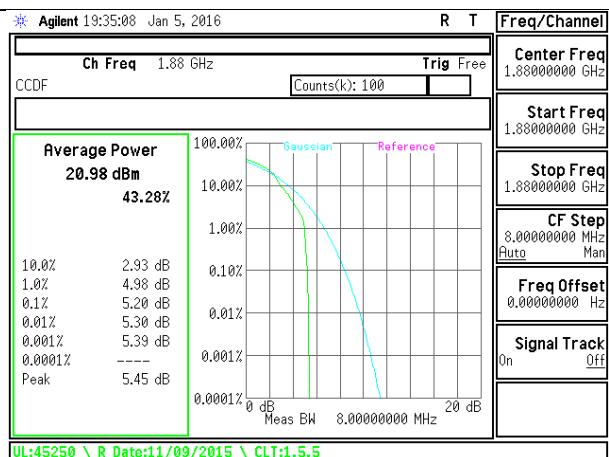 Agilent 19:35:08 Jan 5, 2016 R T
Freq/Channel
Ch Freq 1.88 GHz Trig Free
CCDF Counts(k): 100
Center Freq
1.88000000 GHz
Start Freq
1.88000000 GHz
Stop Freq
1.88000000 GHz
CF Step
8.00000000 MHz
Auto Man
Freq Offset
0.00000000 Hz
Signal Track
On Off
Average Power
20.98 dBm
43.28%
10.0% 2.93 dB
1.0% 4.98 dB
0.1% 5.20 dB
0.01% 5.30 dB
0.001% 5.39 dB
0.0001% ----
Peak 5.45 dB
Gaussian Reference
100.00%
10.00%
1.00%
0.10%
0.01%
0.001%
0.0001%
0 dB 20 dB
Meas BW 8.00000000 MHz
UL:45250 \ R Date:11/09/2015 \ CLT:1.5.5